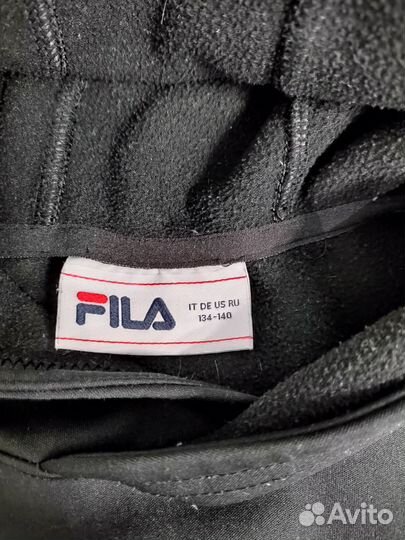 FILA
IT DE US RU
134-140
Avito